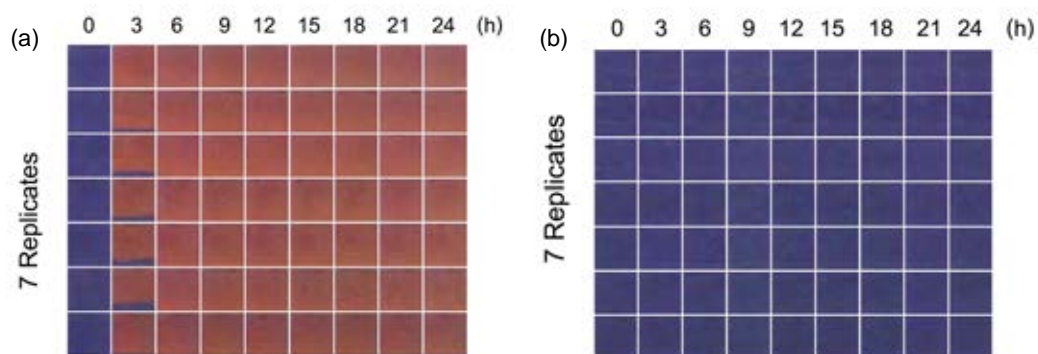 (a) 0 3 6 9 12 15 18 21 24 (h)
7 Replicates
(b) 0 3 6 9 12 15 18 21 24 (h)
7 Replicates